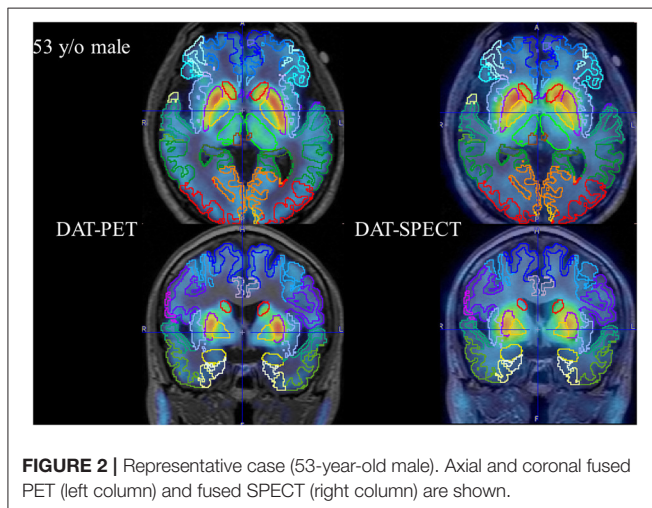 53 y/o male
A
A
R
L
R
L
DAT-PET
DAT-SPECT
R
L
R
L
F
FIGURE 2 | Representative case (53-year-old male). Axial and coronal fused
PET (left column) and fused SPECT (right column) are shown.